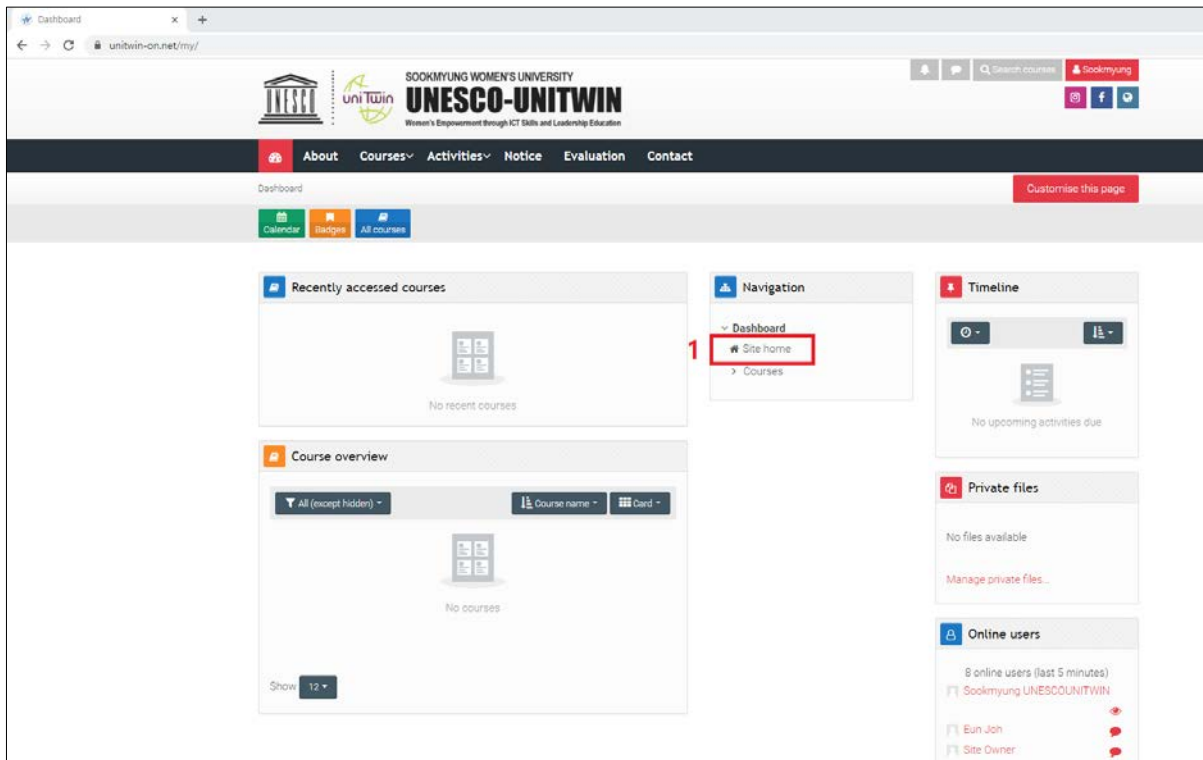 Dashboard
unitwin-on.net/my/
UNESCO
uniTwin
SOOKMYUNG WOMEN'S UNIVERSITY
UNESCO-UNITWIN
Women's Empowerment through ICT Skills and Leadership Education
Search courses
Sookmyung
About Courses Activities Notice Evaluation Contact
Dashboard
Customise this page
Calendar Badges All courses
Recently accessed courses
No recent courses
Course overview
All (except hidden) Course name Card
No courses
Show 12
Navigation
Dashboard
1 Site home
Courses
Timeline
No upcoming activities due
Private files
No files available
Manage private files...
Online users
8 online users (last 5 minutes)
Sookmyung UNESCOUNITWIN
Eun Joh
Site Owner